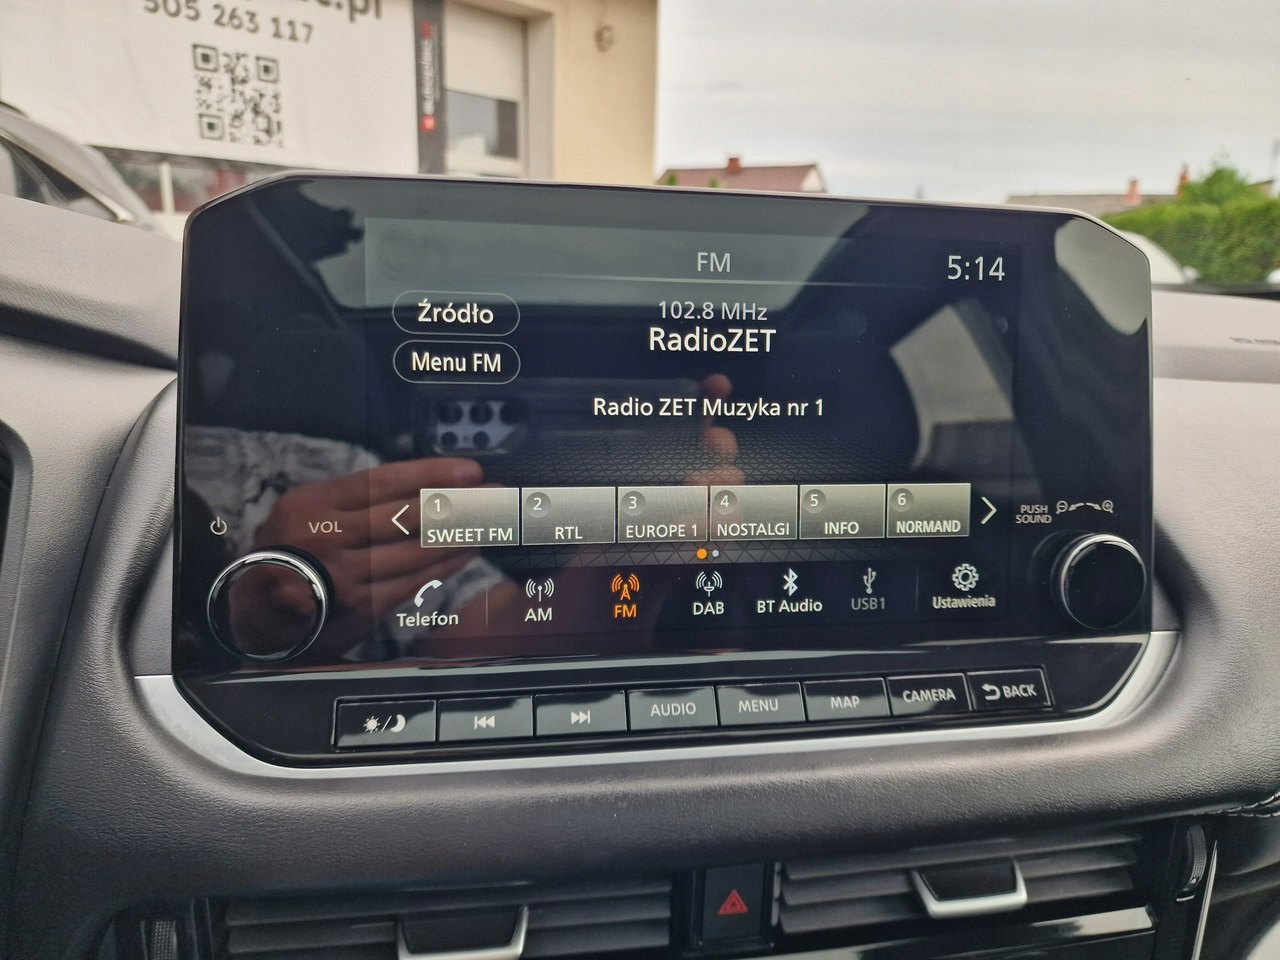 505 263 117
FM
5:14
Źródło
102.8 MHz
RadioZET
Menu FM
Radio ZET Muzyka nr 1
1 SWEET FM
2 RTL
3 EUROPE 1
4 NOSTALGI
5 INFO
6 NORMAND
VOL
PUSH
SOUND
Telefon
AM
FM
DAB
BT Audio
USB1
Ustawienia
AUDIO
MENU
MAP
CAMERA
BACK